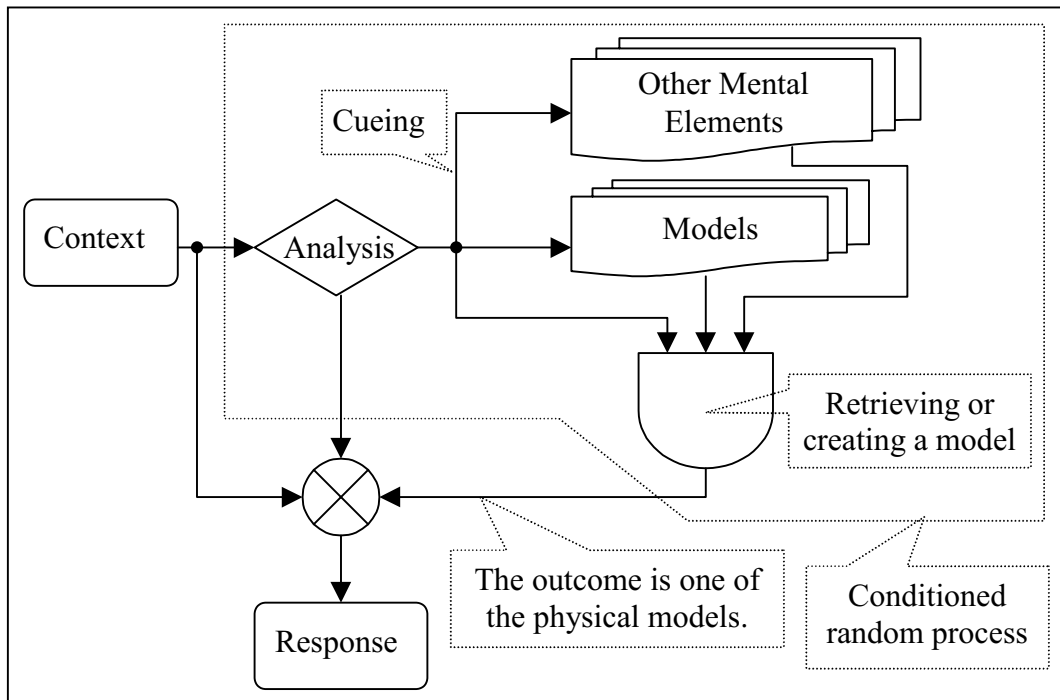 Other Mental
Elements
Cueing
Context
Analysis
Models
Retrieving or
creating a model
The outcome is one of
the physical models.
Conditioned
random process
Response